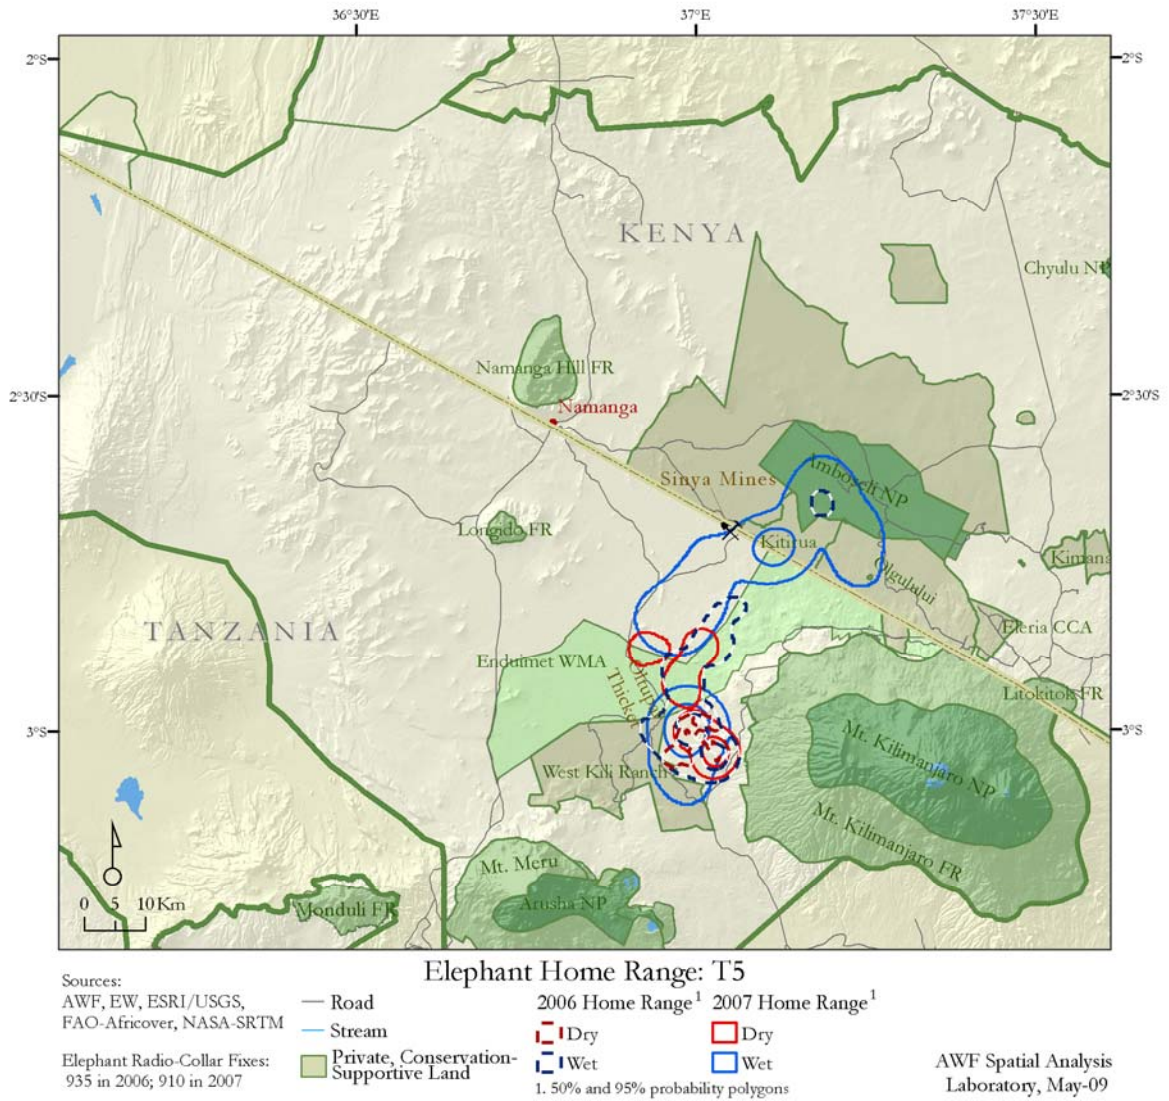 36°30'E 37°E 37°30'E
2°S 2°S
KENYA
Chyulu NP
Namanga Hill FR
2°30'S 2°30'S
Namanga
Sinya Mines
Amboseli NP
Longido FR
Kitirua
Kimana
Olgulului
TANZANIA
Eleria CCA
Enduimet WMA
Oltupai
Thicket
Litokitok FR
3°S 3°S
Mt. Kilimanjaro NP
West Kili Ranch
Mt. Kilimanjaro FR
Mt. Meru
0 5 10 Km
Monduli FR
Arusha NP
Elephant Home Range: T5
Sources:
AWF, EW, ESRI/USGS,
FAO-Africover, NASA-SRTM
Elephant Radio-Collar Fixes:
935 in 2006; 910 in 2007
Road
Stream
Private, Conservation-
Supportive Land
2006 Home Range¹ 2007 Home Range¹
Dry Dry
Wet Wet
1. 50% and 95% probability polygons
AWF Spatial Analysis
Laboratory, May-09